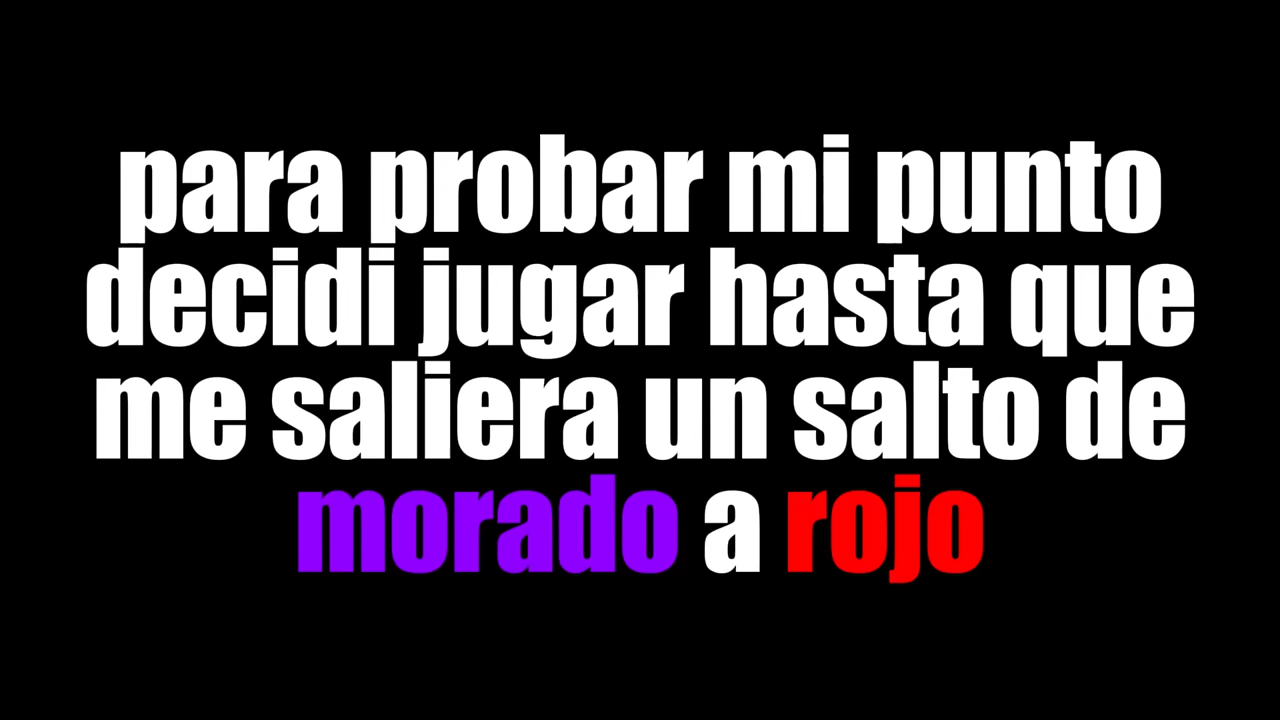 para probar mi punto
decidi jugar hasta que
me saliera un salto de
morado a rojo